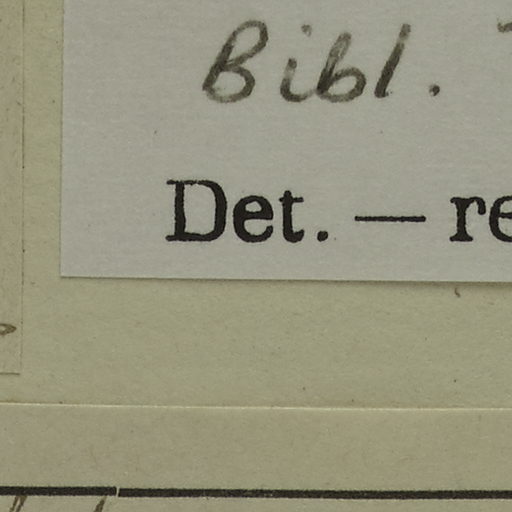 Bibl.
Det. — re